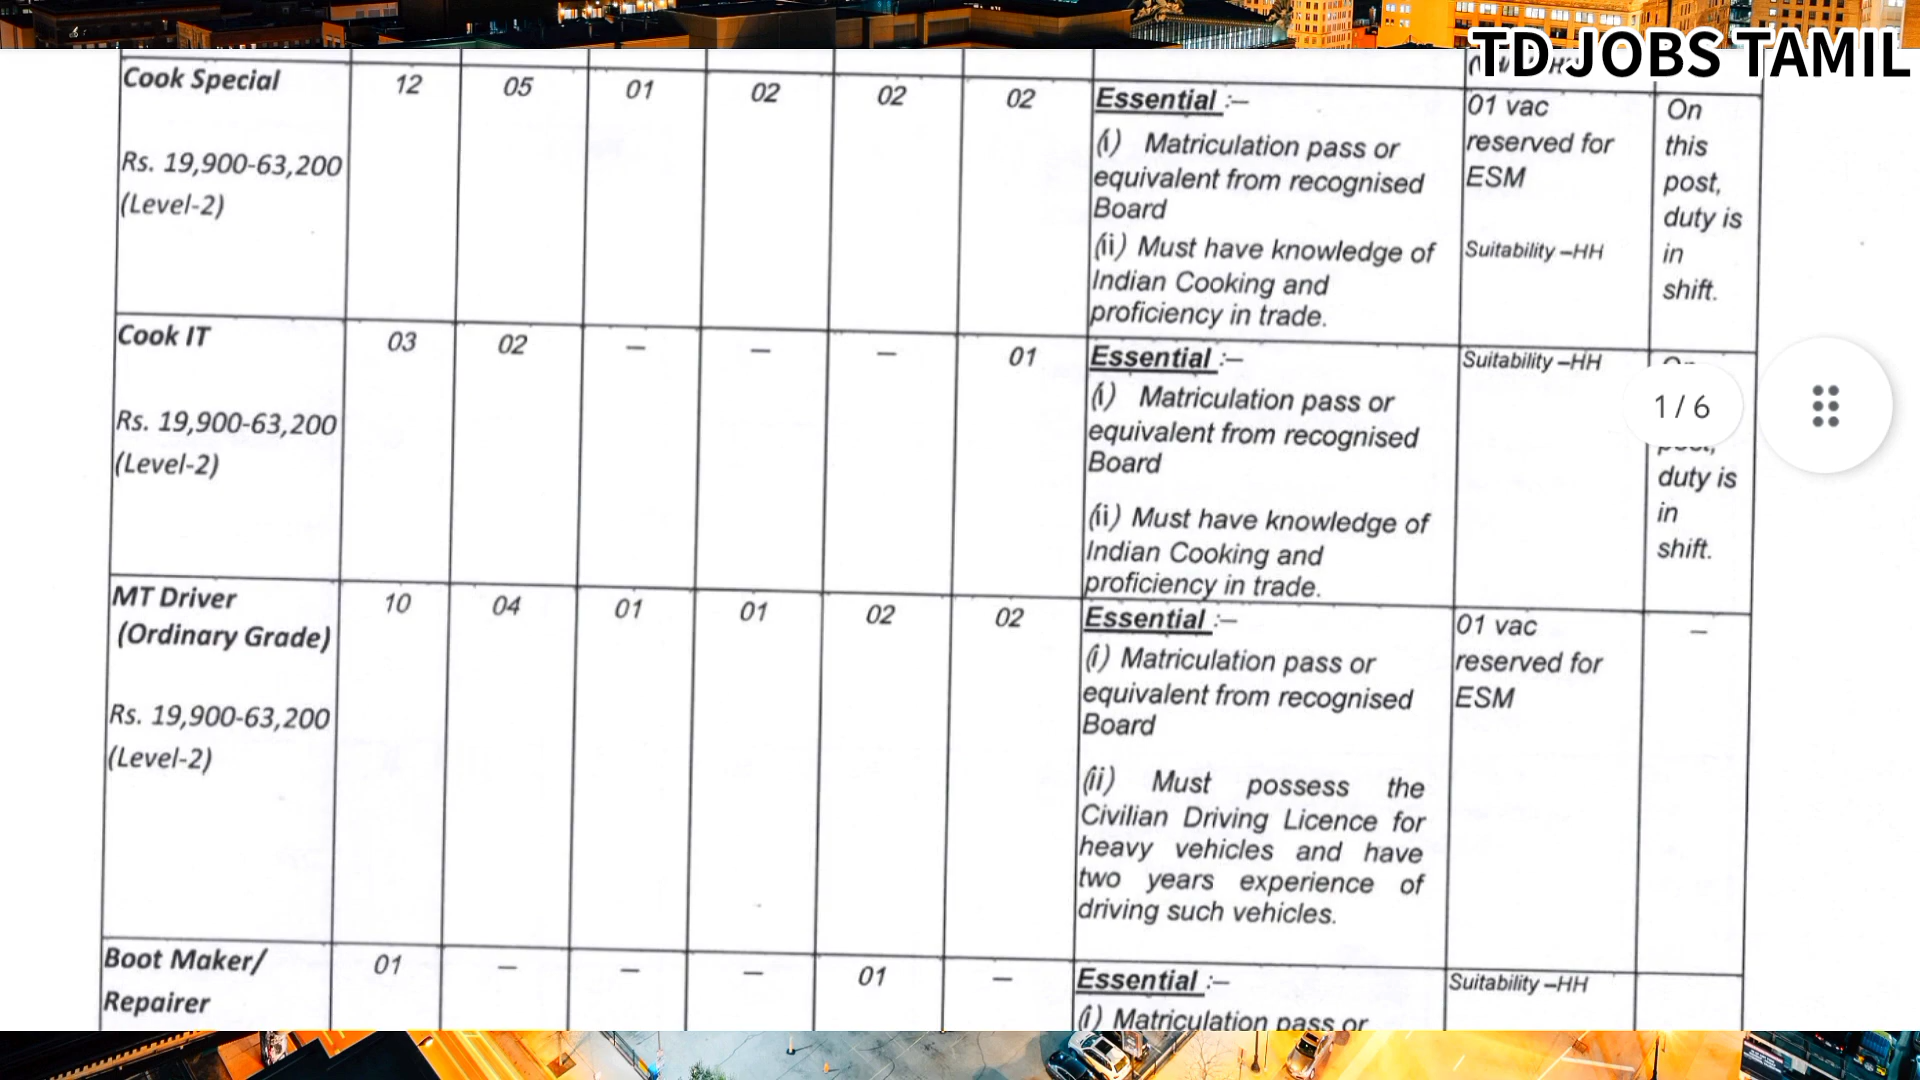 TD JOBS TAMIL
Cook Special
12
05
01
02
02
02
Rs. 19,900-63,200
(Level-2)
Essential :–
(i) Matriculation pass or
equivalent from recognised
Board
(ii) Must have knowledge of
Indian Cooking and
proficiency in trade.
01 vac
reserved for
ESM
Suitability –HH
On
this
post,
duty is
in
shift.
Cook IT
03
02
–
–
–
01
Rs. 19,900-63,200
(Level-2)
Essential :–
(i) Matriculation pass or
equivalent from recognised
Board
(ii) Must have knowledge of
Indian Cooking and
proficiency in trade.
Suitability –HH
1 / 6
duty is
in
shift.
MT Driver
(Ordinary Grade)
10
04
01
01
02
02
Rs. 19,900-63,200
(Level-2)
Essential :–
(i) Matriculation pass or
equivalent from recognised
Board
(ii) Must possess the
Civilian Driving Licence for
heavy vehicles and have
two years experience of
driving such vehicles.
01 vac
reserved for
ESM
–
Boot Maker/
Repairer
01
–
–
–
01
–
Essential :–
(i) Matriculation pass or
Suitability –HH